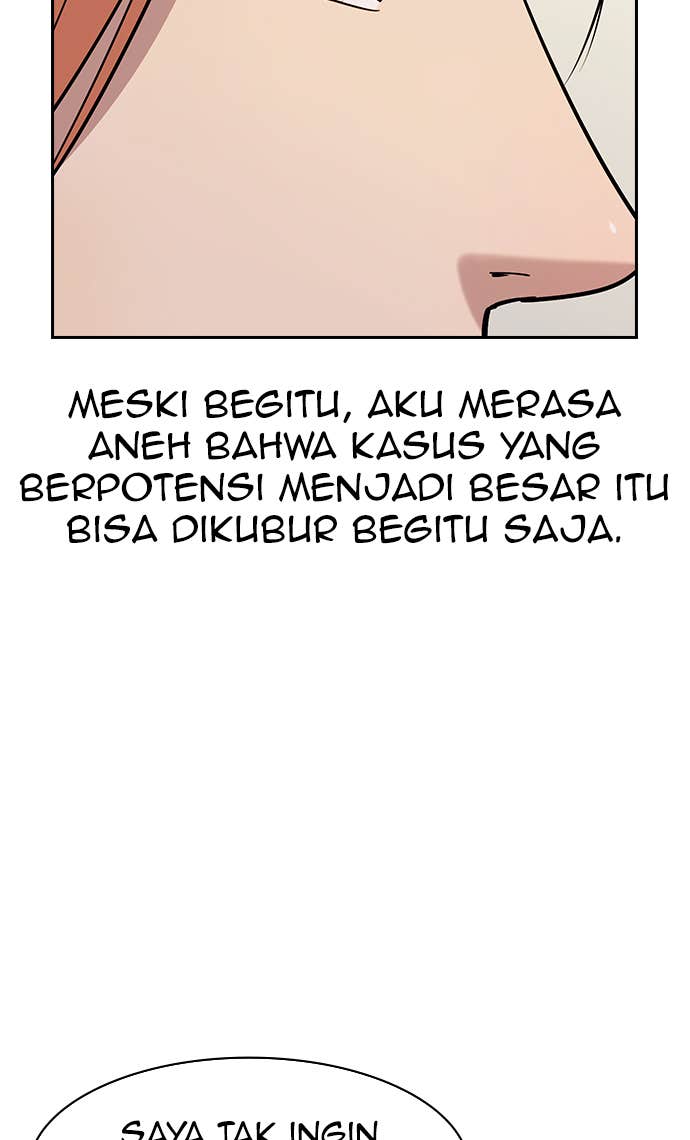 MESKI BEGITU, AKU MERASA
ANEH BAHWA KASUS YANG
BERPOTENSI MENJADI BESAR ITU
BISA DIKUBUR BEGITU SAJA.
SAYA TAK INGIN